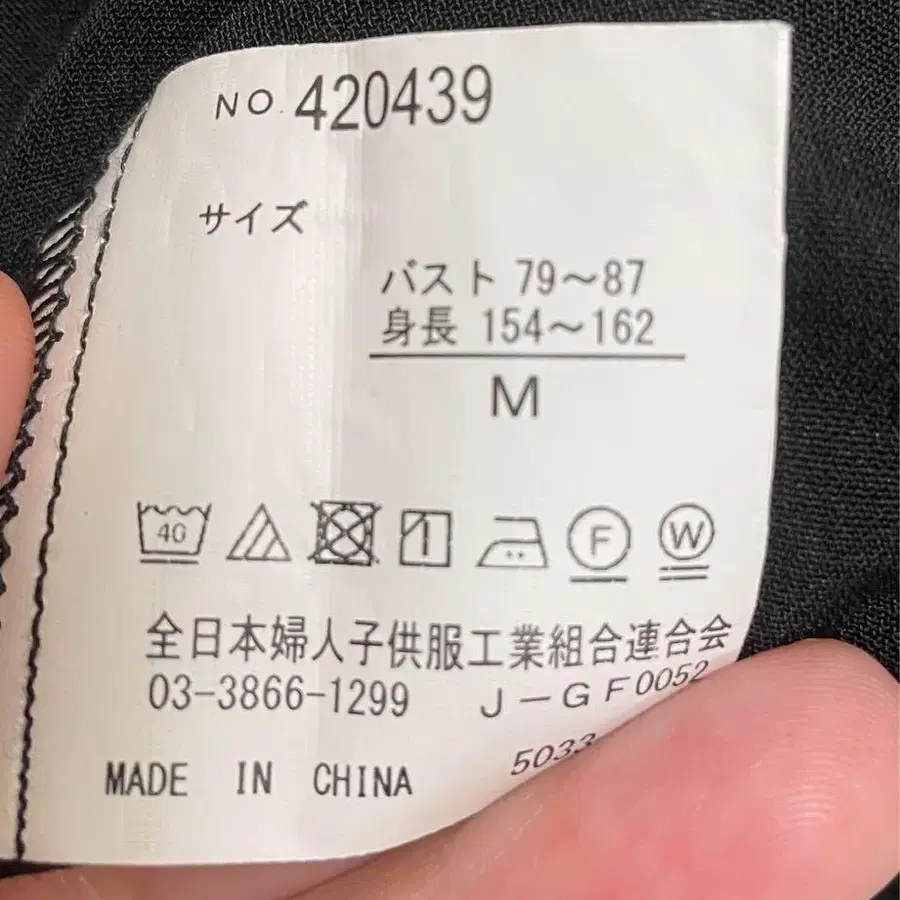 NO. 420439
サイズ
バスト 79〜87
身長 154〜162
M
40 F W
全日本婦人子供服工業組合連合会
03-3866-1299 J-GF0052
MADE IN CHINA 5033